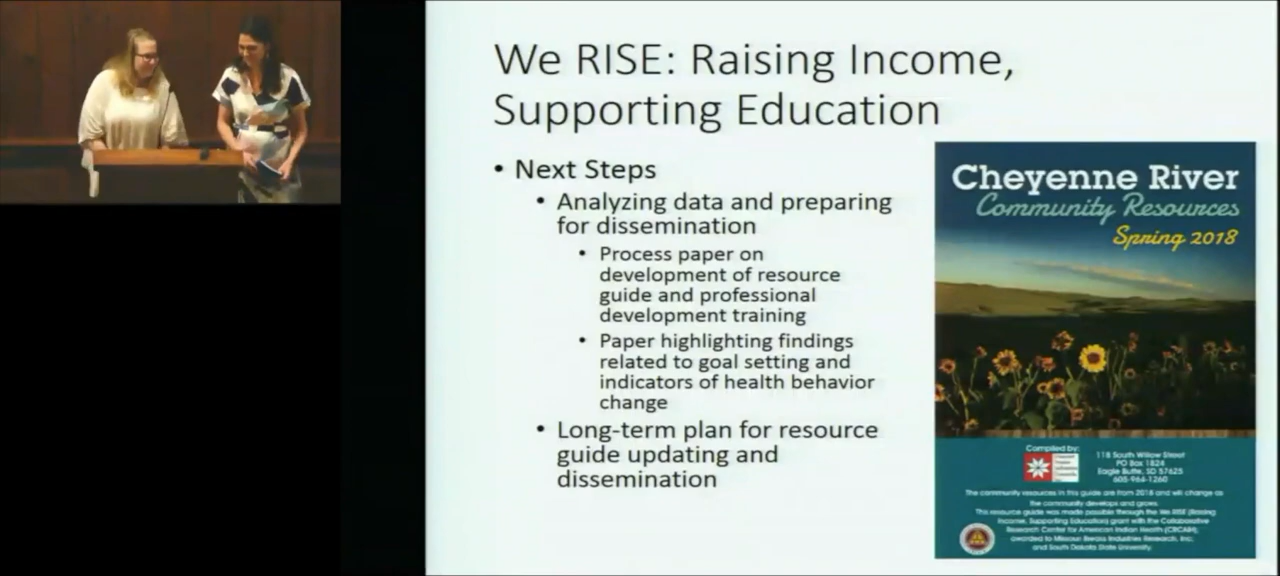 We RISE: Raising Income,
Supporting Education
• Next Steps
• Analyzing data and preparing
for dissemination
• Process paper on
development of resource
guide and professional
development training
• Paper highlighting findings
related to goal setting and
indicators of health behavior
change
• Long-term plan for resource
guide updating and
dissemination
Cheyenne River
Community Resources
Spring 2018
Compiled by:
118 South Willow Street
PO Box 1824
Eagle Butte, SD 57625
605-964-1260
The community resources in this guide are from 2018 and will change as
the community develops and grows.
This resource guide was made possible through the We RISE (Raising
Income, Supporting Education) grant with the Collaborative
Research Center for American Indian Health (CRCAIH),
awarded to Missouri Breaks Industries Research, Inc;
and South Dakota State University.